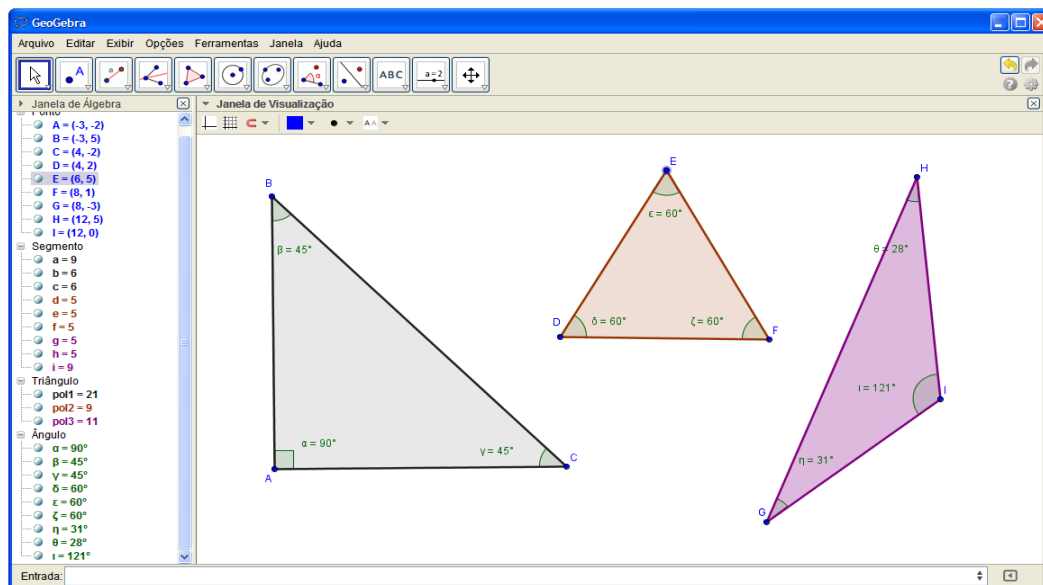 GeoGebra
Arquivo Editar Exibir Opções Ferramentas Janela Ajuda
A a α ABC a=2
Janela de Álgebra
Janela de Visualização
A A
Ponto
A = (-3, -2)
B = (-3, 5)
C = (4, -2)
D = (4, 2)
E = (6, 5)
F = (8, 1)
G = (8, -3)
H = (12, 5)
I = (12, 0)
Segmento
a = 9
b = 6
c = 6
d = 5
e = 5
f = 5
g = 5
h = 5
i = 9
Triângulo
pol1 = 21
pol2 = 9
pol3 = 11
Ângulo
α = 90°
β = 45°
γ = 45°
δ = 60°
ε = 60°
ζ = 60°
η = 31°
θ = 28°
ι = 121°
B
β = 45°
α = 90°
γ = 45°
A
C
E
ε = 60°
D
δ = 60°
ζ = 60°
F
H
θ = 28°
ι = 121°
I
η = 31°
G
Entrada: